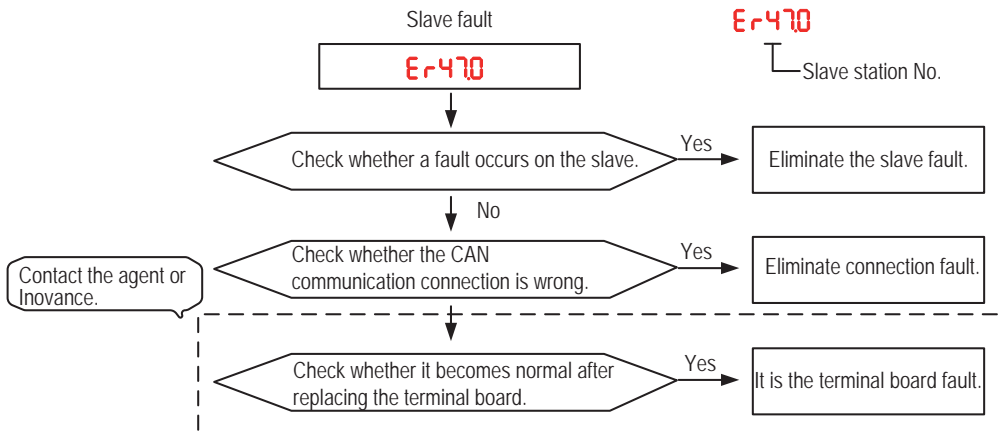 Slave fault
Er47.0
Er47.0
Slave station No.
Check whether a fault occurs on the slave.
Yes
Eliminate the slave fault.
No
Check whether the CAN
communication connection is wrong.
Yes
Eliminate connection fault.
Contact the agent or
Inovance.
Check whether it becomes normal after
replacing the terminal board.
Yes
It is the terminal board fault.